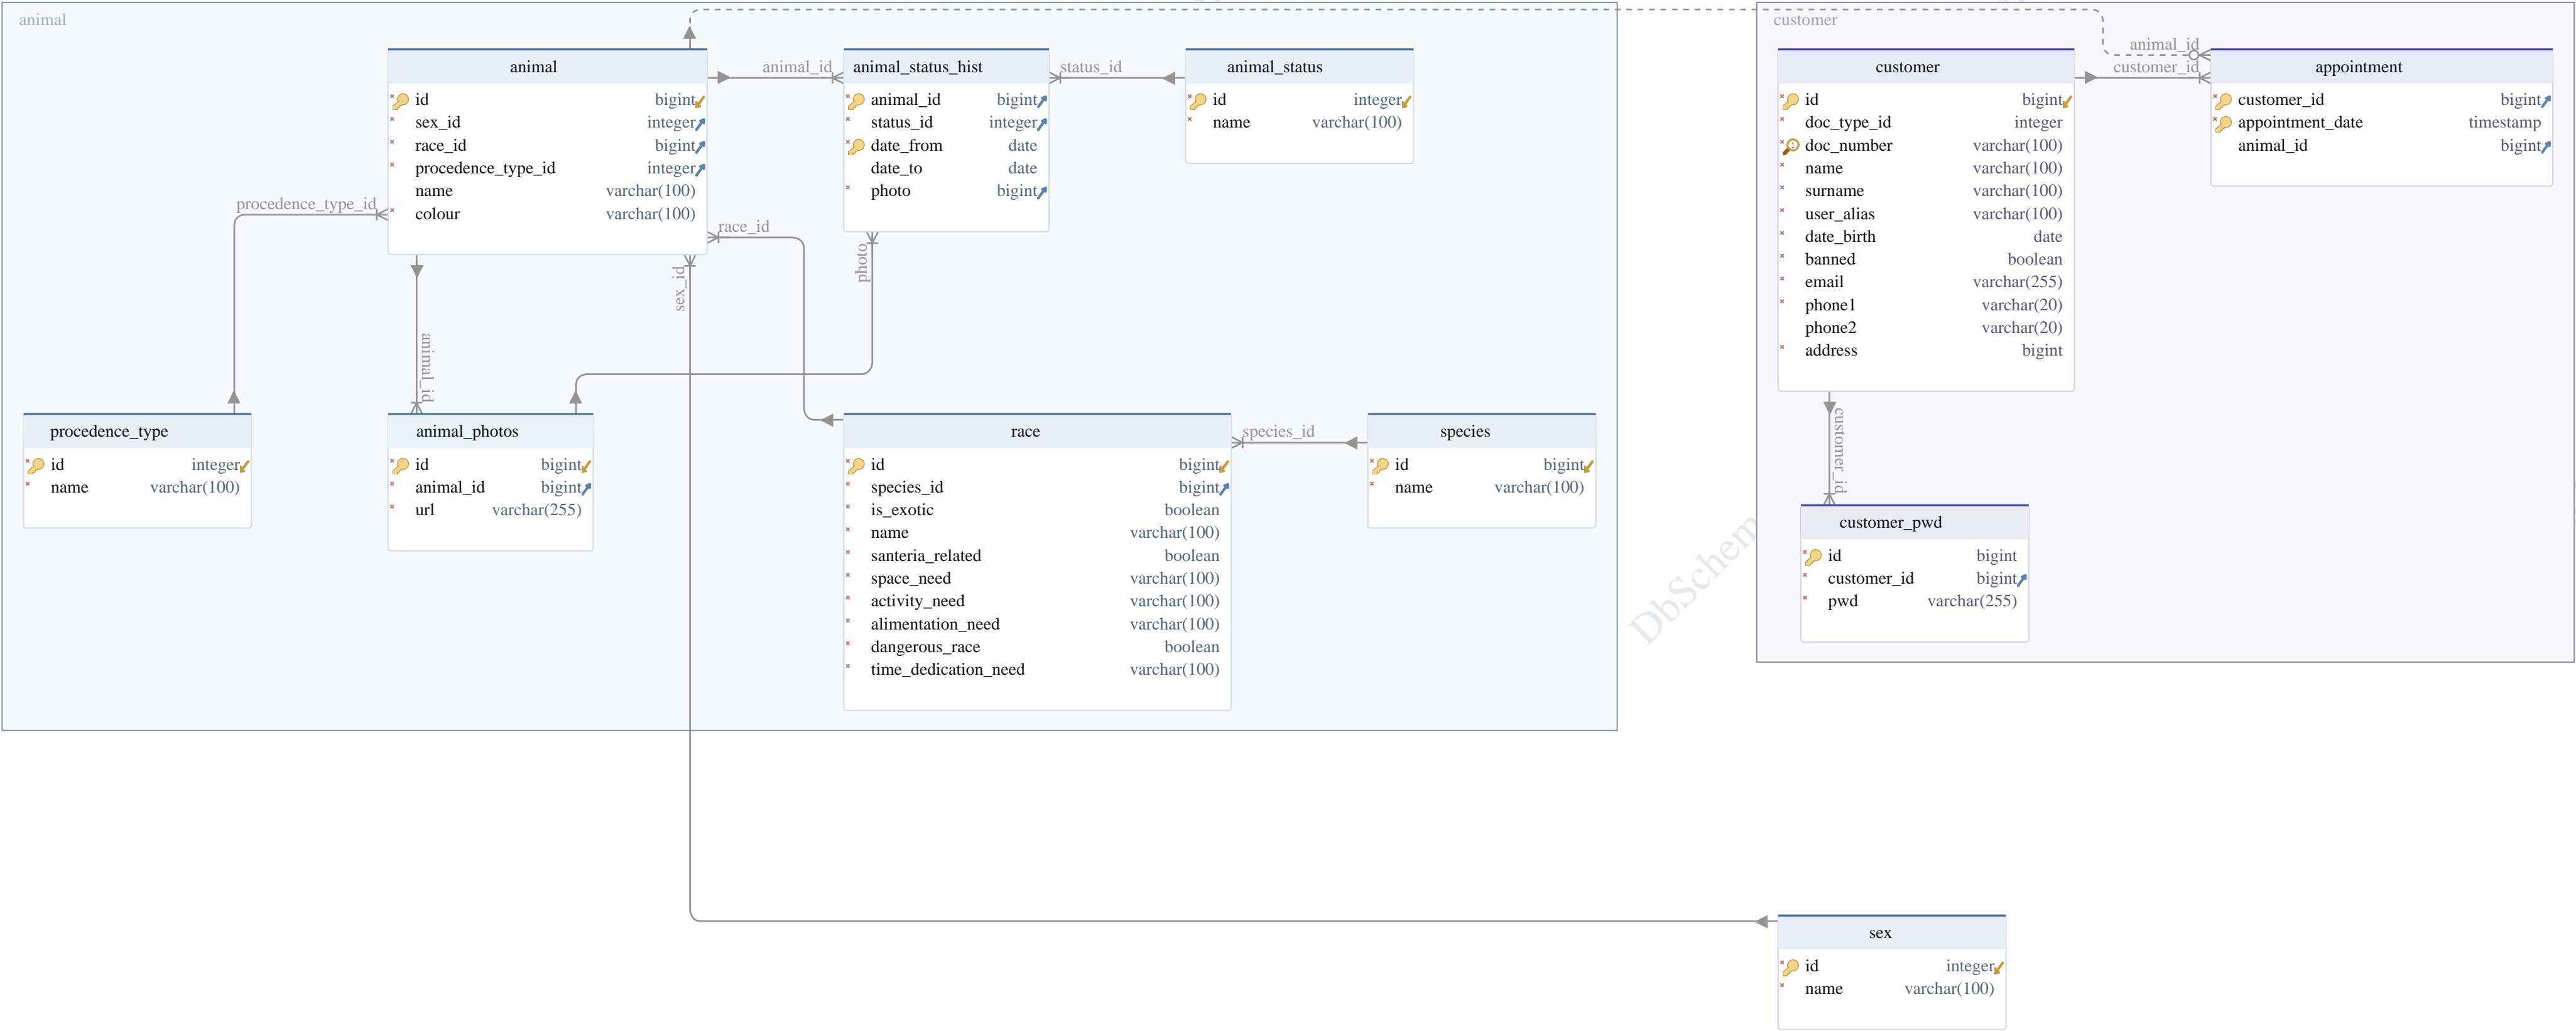 animal
customer
animal
id bigint
sex_id integer
race_id bigint
procedence_type_id integer
name varchar(100)
colour varchar(100)
animal_id
animal_status_hist
animal_id bigint
status_id integer
date_from date
date_to date
photo bigint
status_id
animal_status
id integer
name varchar(100)
customer
id bigint
doc_type_id integer
doc_number varchar(100)
name varchar(100)
surname varchar(100)
user_alias varchar(100)
date_birth date
banned boolean
email varchar(255)
phone1 varchar(20)
phone2 varchar(20)
address bigint
animal_id
customer_id
appointment
customer_id bigint
appointment_date timestamp
animal_id bigint
procedence_type_id
race_id
sex_id
photo
animal_id
procedence_type
id integer
name varchar(100)
animal_photos
id bigint
animal_id bigint
url varchar(255)
race
id bigint
species_id bigint
is_exotic boolean
name varchar(100)
santeria_related boolean
space_need varchar(100)
activity_need varchar(100)
alimentation_need varchar(100)
dangerous_race boolean
time_dedication_need varchar(100)
species_id
species
id bigint
name varchar(100)
DbSchem
customer_id
customer_pwd
id bigint
customer_id bigint
pwd varchar(255)
sex
id integer
name varchar(100)